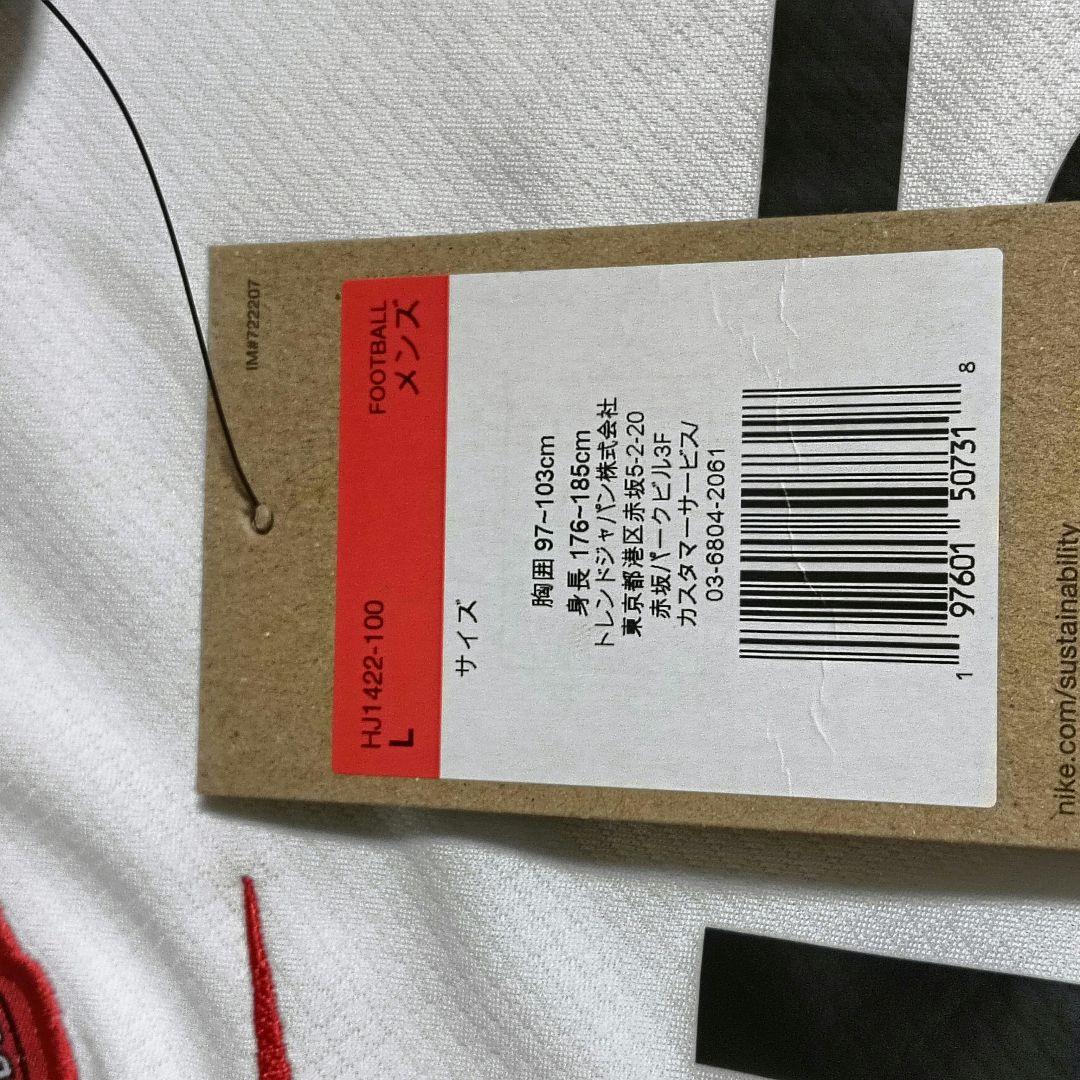 IM#722207
HJ1422-100 FOOTBALL
L メンズ
サイズ
胸囲 97~103cm
身長 176~185cm
トレンドジャパン株式会社
東京都港区赤坂5-2-20
赤坂パークビル3F
カスタマーサービス/
03-6804-2061
1 97601 50731 8
nike.com/sustainability